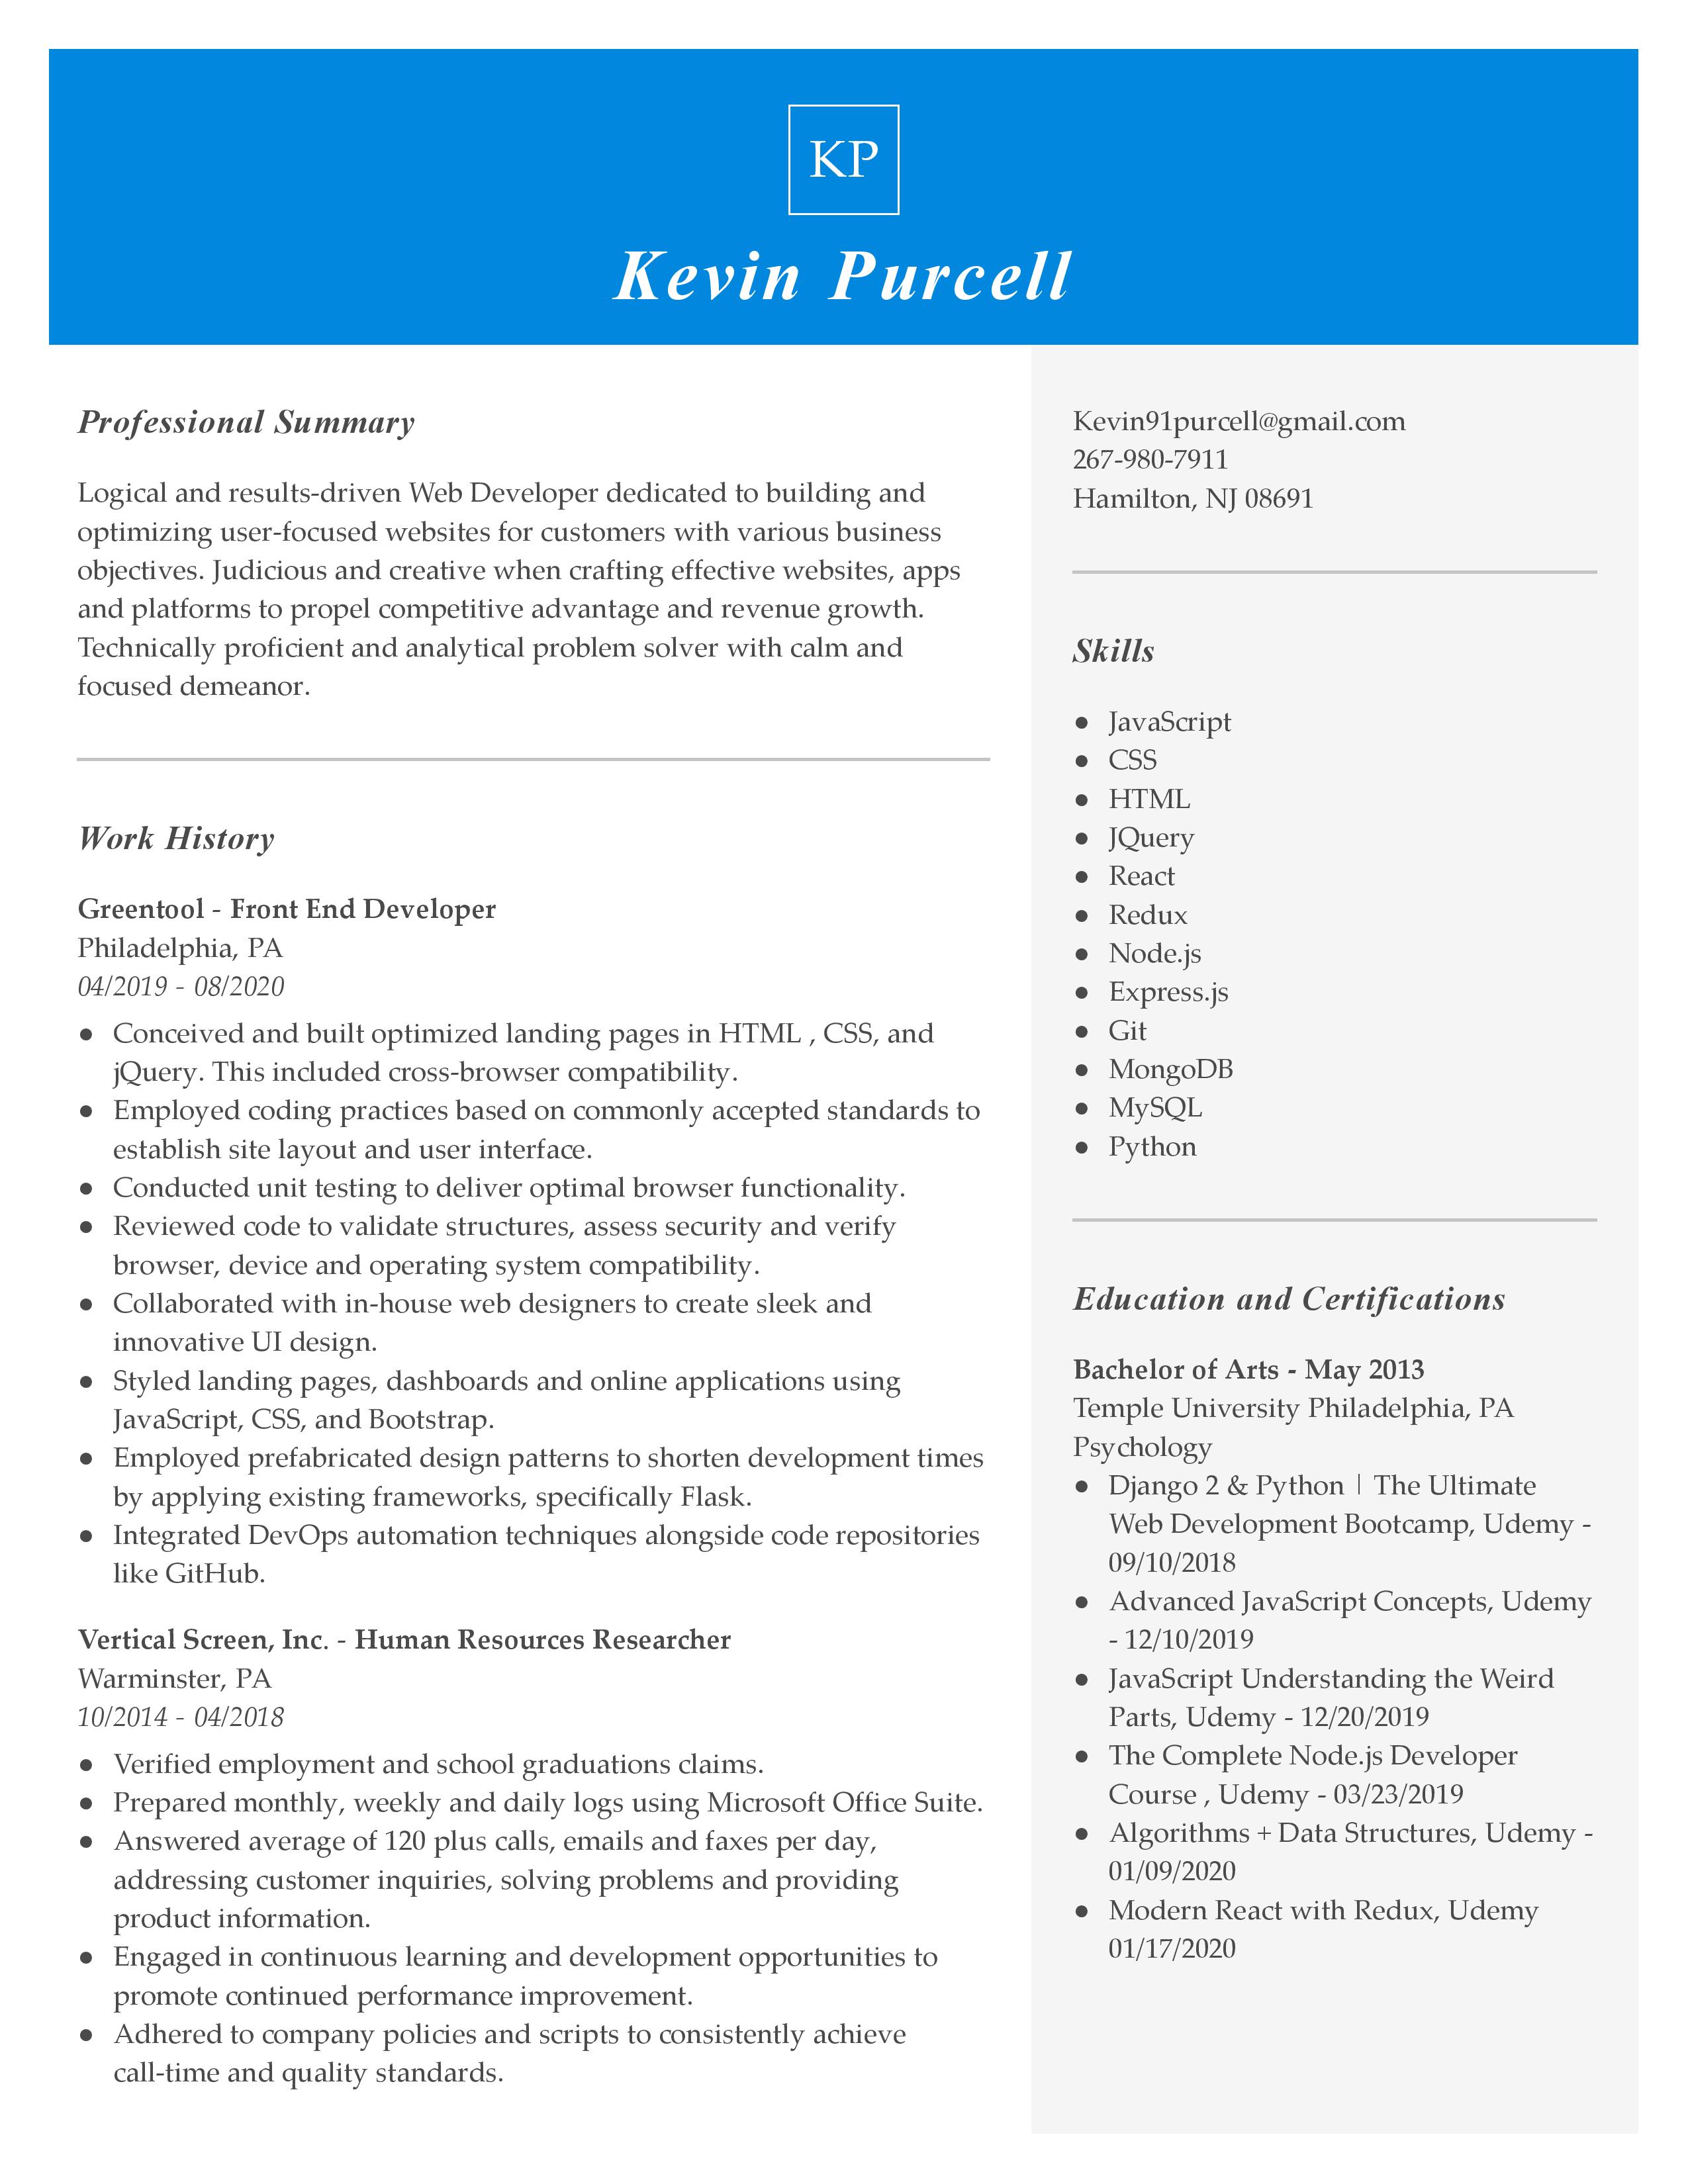 KP
Kevin Purcell
Professional Summary
Logical and results-driven Web Developer dedicated to building and
optimizing user-focused websites for customers with various business
objectives. Judicious and creative when crafting effective websites, apps
and platforms to propel competitive advantage and revenue growth.
Technically proficient and analytical problem solver with calm and
focused demeanor.
Work History
Greentool - Front End Developer
Philadelphia, PA
04/2019 - 08/2020
● Conceived and built optimized landing pages in HTML , CSS, and
jQuery. This included cross-browser compatibility.
● Employed coding practices based on commonly accepted standards to
establish site layout and user interface.
● Conducted unit testing to deliver optimal browser functionality.
● Reviewed code to validate structures, assess security and verify
browser, device and operating system compatibility.
● Collaborated with in-house web designers to create sleek and
innovative UI design.
● Styled landing pages, dashboards and online applications using
JavaScript, CSS, and Bootstrap.
● Employed prefabricated design patterns to shorten development times
by applying existing frameworks, specifically Flask.
● Integrated DevOps automation techniques alongside code repositories
like GitHub.
Vertical Screen, Inc. - Human Resources Researcher
Warminster, PA
10/2014 - 04/2018
● Verified employment and school graduations claims.
● Prepared monthly, weekly and daily logs using Microsoft Office Suite.
● Answered average of 120 plus calls, emails and faxes per day,
addressing customer inquiries, solving problems and providing
product information.
● Engaged in continuous learning and development opportunities to
promote continued performance improvement.
● Adhered to company policies and scripts to consistently achieve
call-time and quality standards.
Kevin91purcell@gmail.com
267-980-7911
Hamilton, NJ 08691
Skills
● JavaScript
● CSS
● HTML
● JQuery
● React
● Redux
● Node.js
● Express.js
● Git
● MongoDB
● MySQL
● Python
Education and Certifications
Bachelor of Arts - May 2013
Temple University Philadelphia, PA
Psychology
● Django 2 & Python | The Ultimate
Web Development Bootcamp, Udemy -
09/10/2018
● Advanced JavaScript Concepts, Udemy
- 12/10/2019
● JavaScript Understanding the Weird
Parts, Udemy - 12/20/2019
● The Complete Node.js Developer
Course , Udemy - 03/23/2019
● Algorithms + Data Structures, Udemy -
01/09/2020
● Modern React with Redux, Udemy
01/17/2020